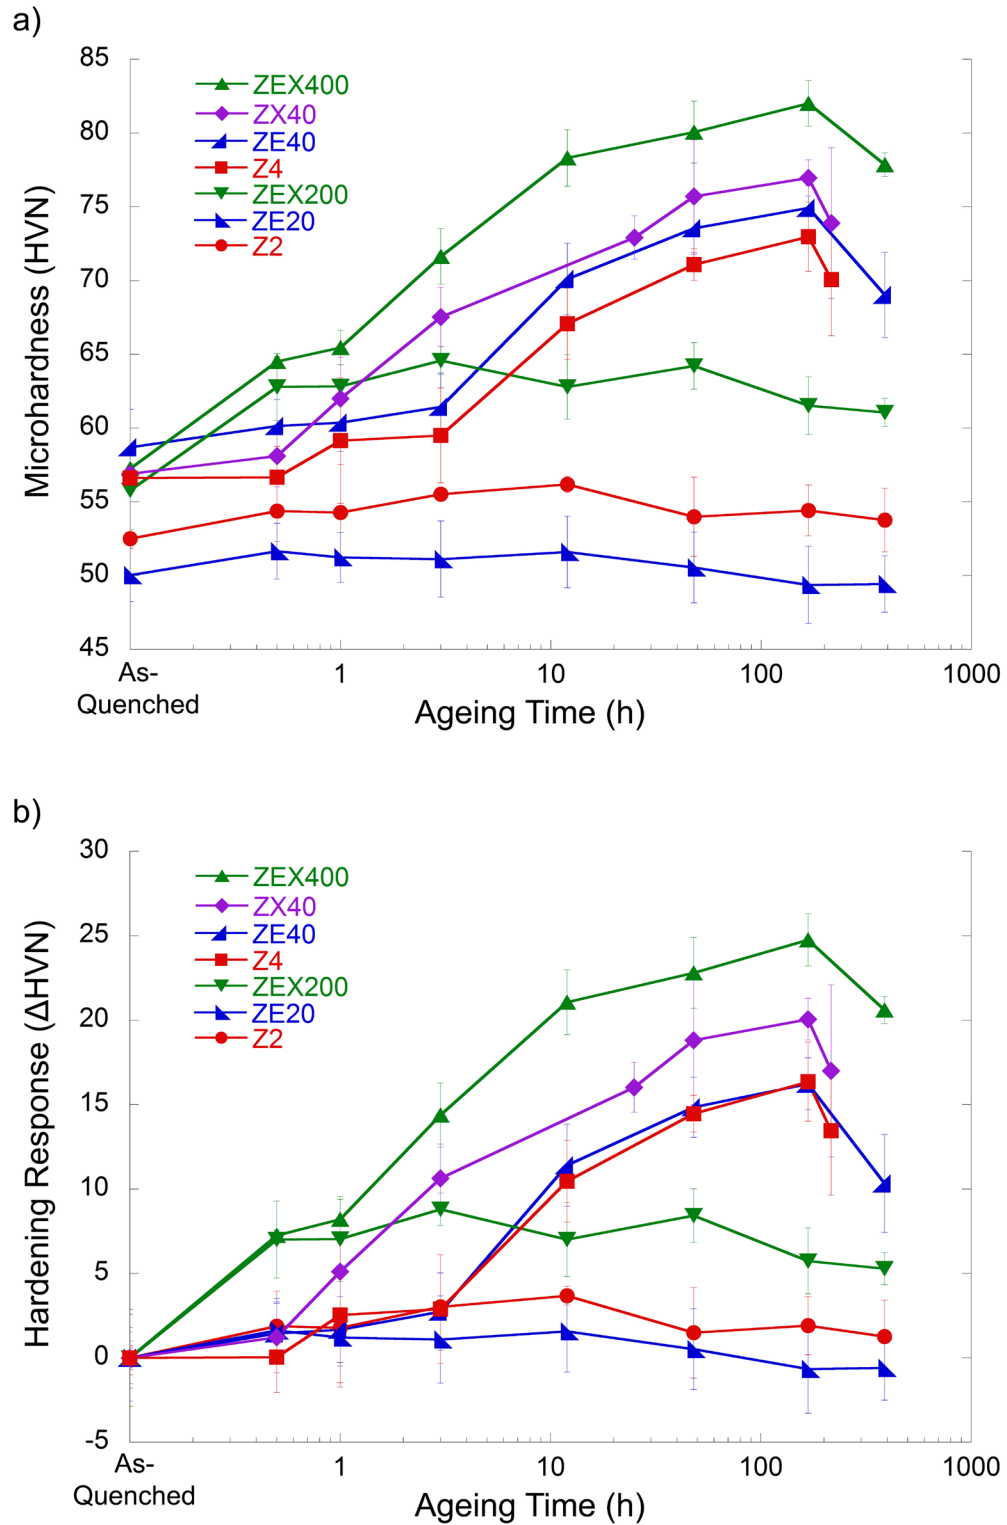 a)
85
80
75
70
65
60
55
50
45
Microhardness (HVN)
ZEX400
ZX40
ZE40
Z4
ZEX200
ZE20
Z2
As-
Quenched
1
10
100
1000
Ageing Time (h)
b)
30
25
20
15
10
5
0
-5
Hardening Response (ΔHVN)
ZEX400
ZX40
ZE40
Z4
ZEX200
ZE20
Z2
As-
Quenched
1
10
100
1000
Ageing Time (h)